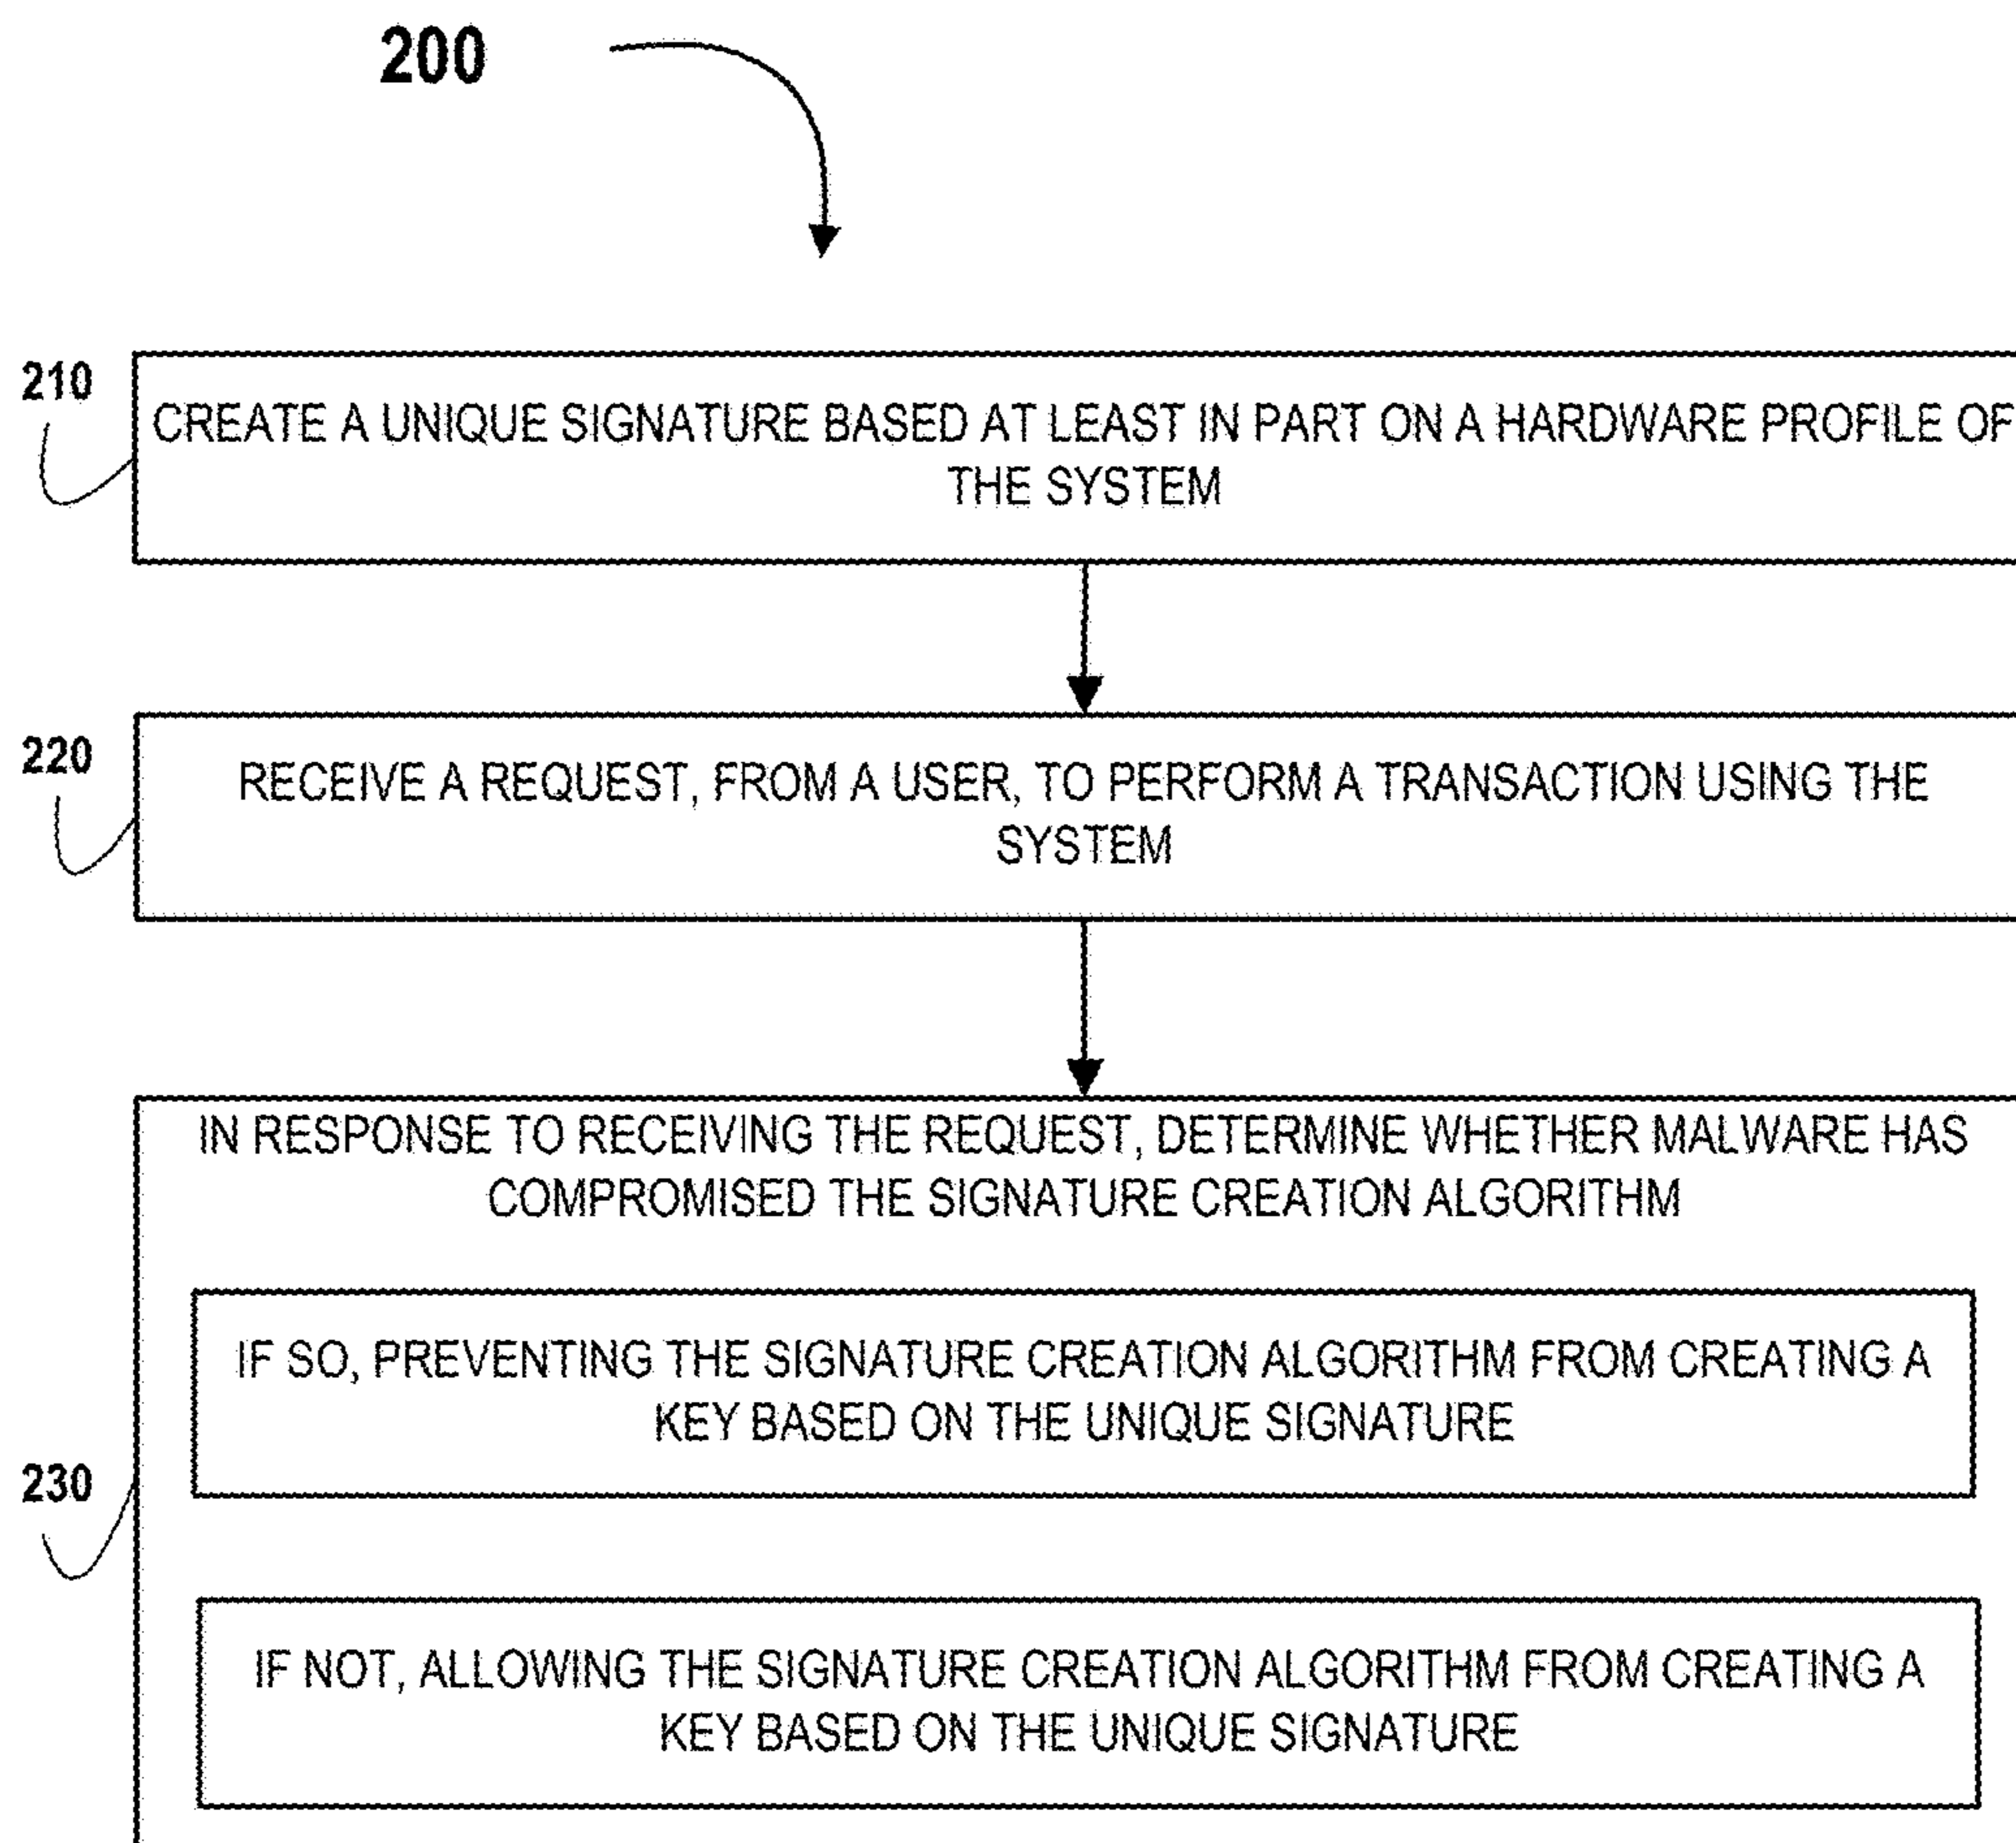 200
210
CREATE A UNIQUE SIGNATURE BASED AT LEAST IN PART ON A HARDWARE PROFILE OF
THE SYSTEM
220
RECEIVE A REQUEST, FROM A USER, TO PERFORM A TRANSACTION USING THE
SYSTEM
230
IN RESPONSE TO RECEIVING THE REQUEST, DETERMINE WHETHER MALWARE HAS
COMPROMISED THE SIGNATURE CREATION ALGORITHM
IF SO, PREVENTING THE SIGNATURE CREATION ALGORITHM FROM CREATING A
KEY BASED ON THE UNIQUE SIGNATURE
IF NOT, ALLOWING THE SIGNATURE CREATION ALGORITHM FROM CREATING A
KEY BASED ON THE UNIQUE SIGNATURE